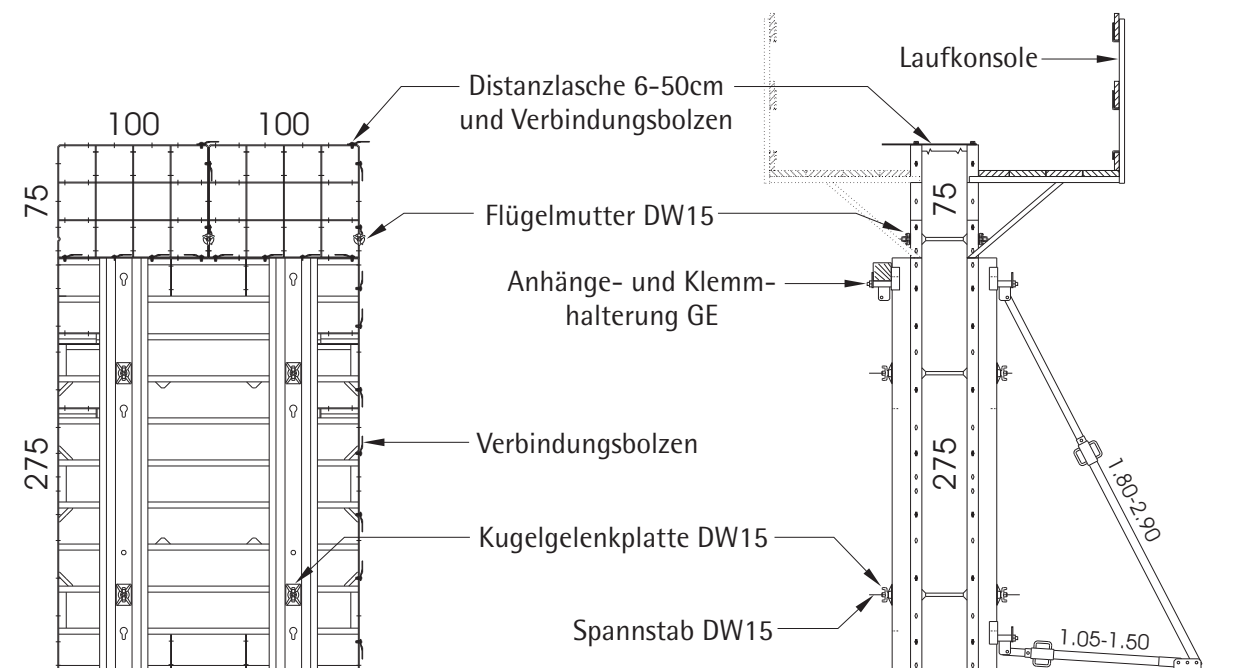 Laufkonsole
Distanzlasche 6-50cm
und Verbindungsbolzen
100
100
75
75
Flügelmutter DW15
Anhänge- und Klemm-
halterung GE
275
275
Verbindungsbolzen
1.80-2.90
Kugelgelenkplatte DW15
Spannstab DW15
1.05-1.50